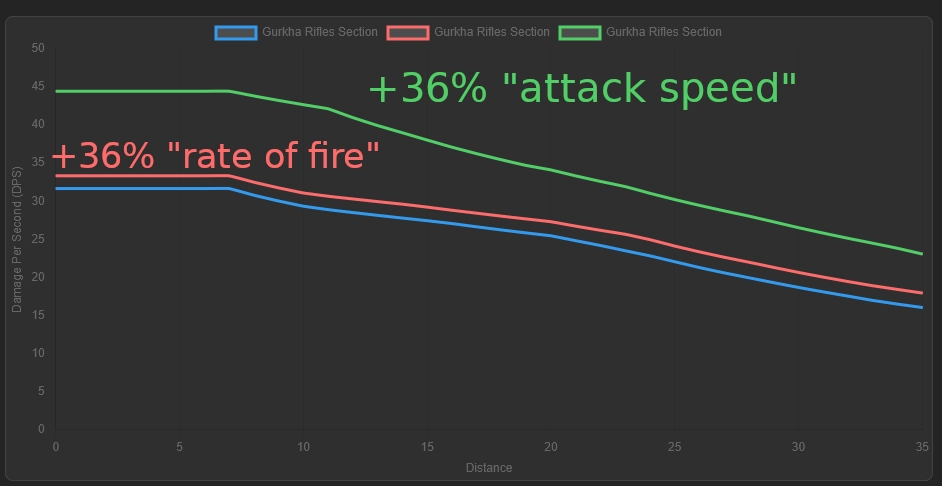 Gurkha Rifles Section Gurkha Rifles Section Gurkha Rifles Section
50
45
+36% "attack speed"
40
+36% "rate of fire"
35
30
25
20
15
10
5
0
Damage Per Second (DPS)
0 5 10 15 20 25 30 35
Distance